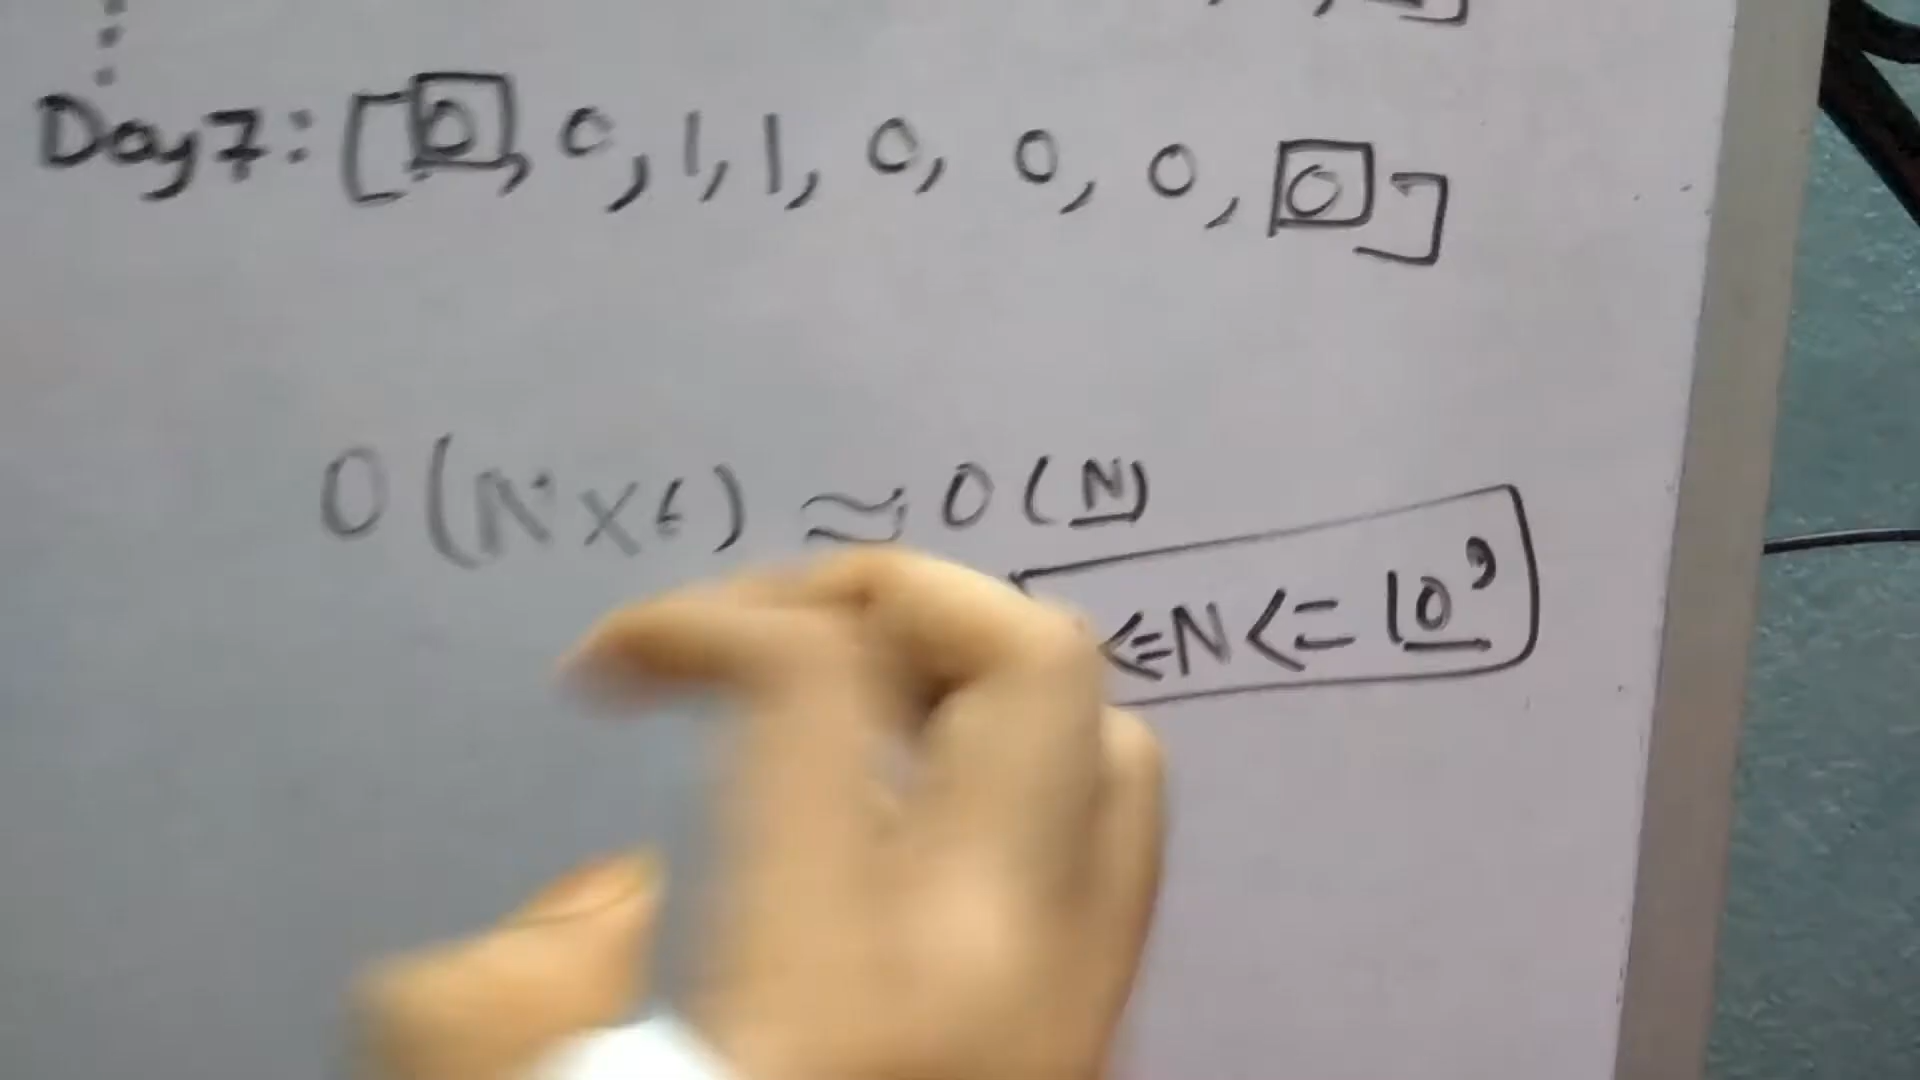 Day7: [0, 0, 1, 1, 0, 0, 0, 0]
O(N×6) ≈ O(N)
<=N<=10⁹